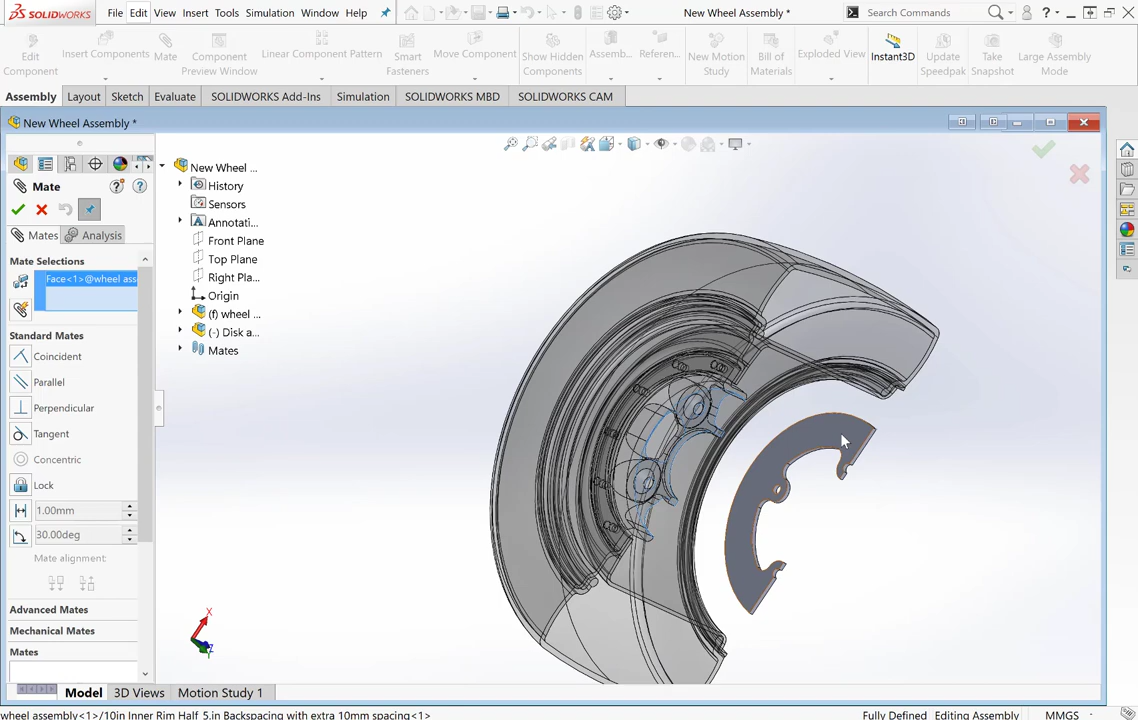 SOLIDWORKS File Edit View Insert Tools Simulation Window Help New Wheel Assembly * Search Commands
Edit Component
Insert Components
Mate
Component Preview Window
Linear Component Pattern
Smart Fasteners
Move Component
Show Hidden Components
Assemb...
Referen...
New Motion Study
Bill of Materials
Exploded View
Instant3D
Update Speedpak
Take Snapshot
Large Assembly Mode
Assembly Layout Sketch Evaluate SOLIDWORKS Add-Ins Simulation SOLIDWORKS MBD SOLIDWORKS CAM
New Wheel Assembly *
Mate
Mates Analysis
Mate Selections
Face<1>@wheel ass
Standard Mates
Coincident
Parallel
Perpendicular
Tangent
Concentric
Lock
1.00mm
30.00deg
Mate alignment:
Advanced Mates
Mechanical Mates
Mates
New Wheel ...
History
Sensors
Annotati...
Front Plane
Top Plane
Right Pla...
Origin
(f) wheel ...
(-) Disk a...
Mates
X
Model 3D Views Motion Study 1
wheel assembly<1>/10in Inner Rim Half_5.in Backspacing with extra 10mm spacing<1> Fully Defined Editing Assembly MMGS